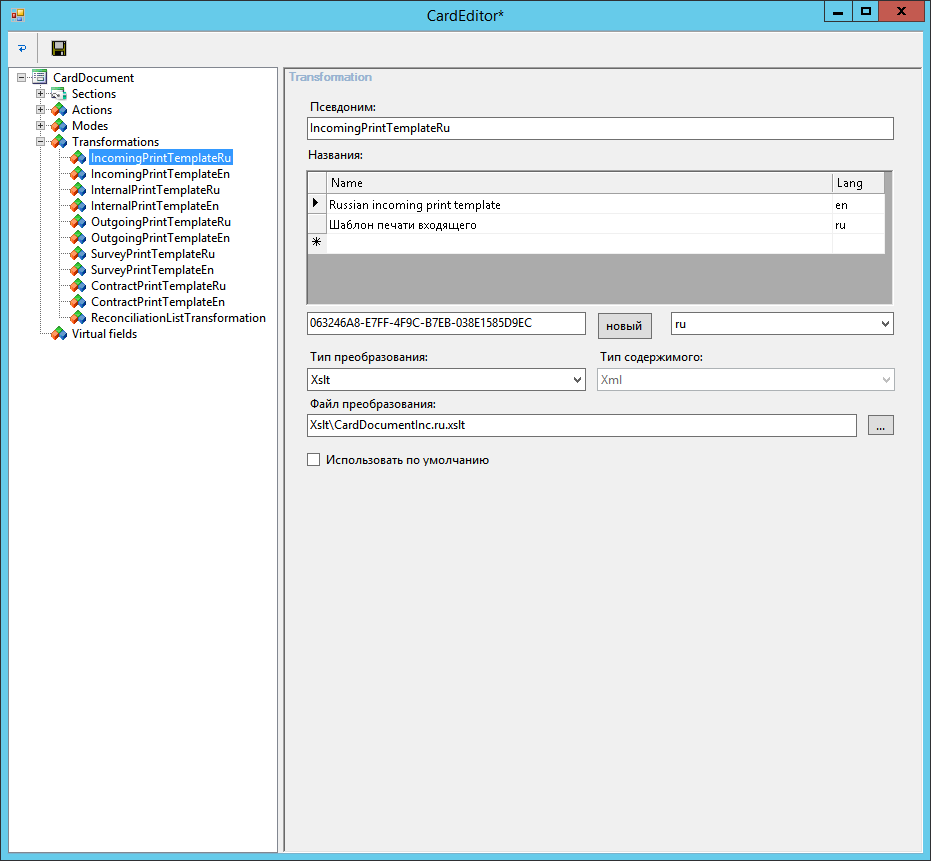 CardEditor*
CardDocument
Sections
Actions
Modes
Transformations
IncomingPrintTemplateRu
IncomingPrintTemplateEn
InternalPrintTemplateRu
InternalPrintTemplateEn
OutgoingPrintTemplateRu
OutgoingPrintTemplateEn
SurveyPrintTemplateRu
SurveyPrintTemplateEn
ContractPrintTemplateRu
ContractPrintTemplateEn
ReconciliationListTransformation
Virtual fields
Transformation
Псевдоним:
IncomingPrintTemplateRu
Названия:
Name Lang
Russian incoming print template en
Шаблон печати входящего ru
063246A8-E7FF-4F9C-B7EB-038E1585D9EC новый ru
Тип преобразования: Тип содержимого:
Xslt Xml
Файл преобразования:
Xslt\CardDocumentInc.ru.xslt ...
Использовать по умолчанию